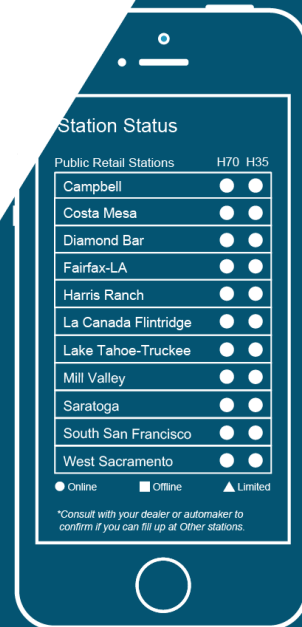 Station Status
Public Retail Stations H70 H35
Campbell
Costa Mesa
Diamond Bar
Fairfax-LA
Harris Ranch
La Canada Flintridge
Lake Tahoe-Truckee
Mill Valley
Saratoga
South San Francisco
West Sacramento
Online Offline Limited
*Consult with your dealer or automaker to
confirm if you can fill up at Other stations.